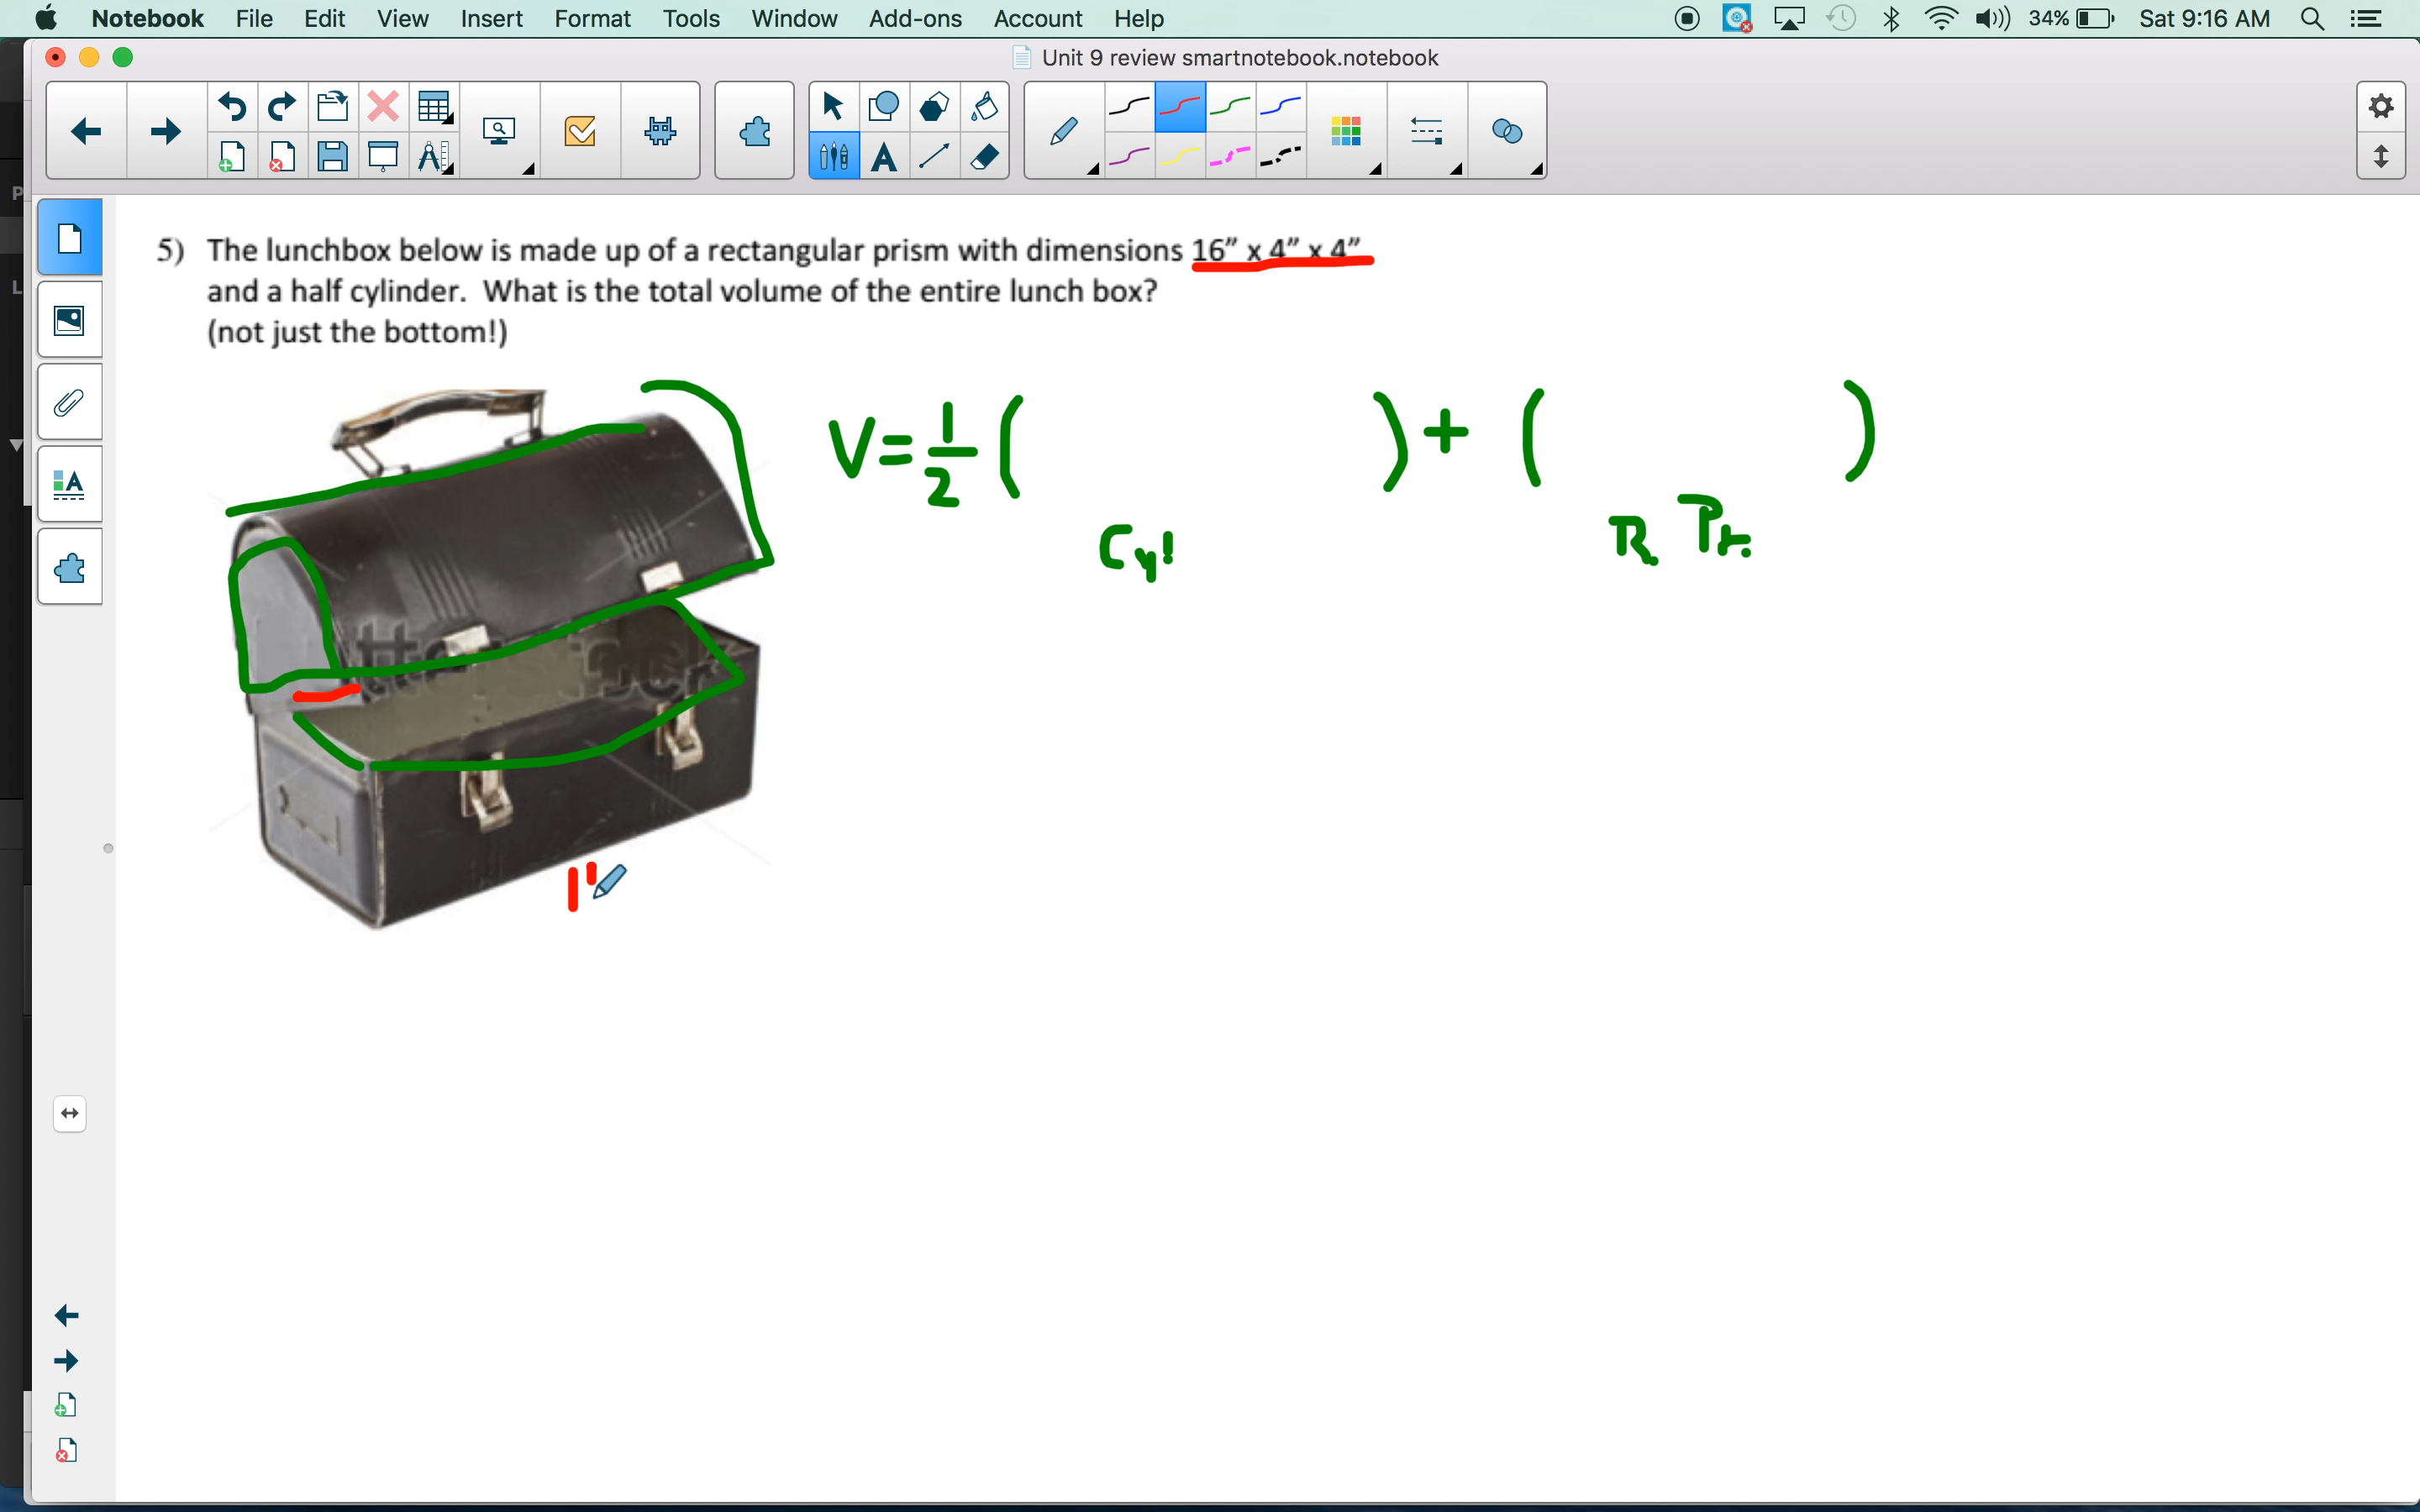 Notebook File Edit View Insert Format Tools Window Add-ons Account Help 34% Sat 9:16 AM
Unit 9 review smartnotebook.notebook
5) The lunchbox below is made up of a rectangular prism with dimensions 16” x 4” x 4”
and a half cylinder. What is the total volume of the entire lunch box?
(not just the bottom!)
V = 1/2 ( ) + ( )
Cyl
R Pr.